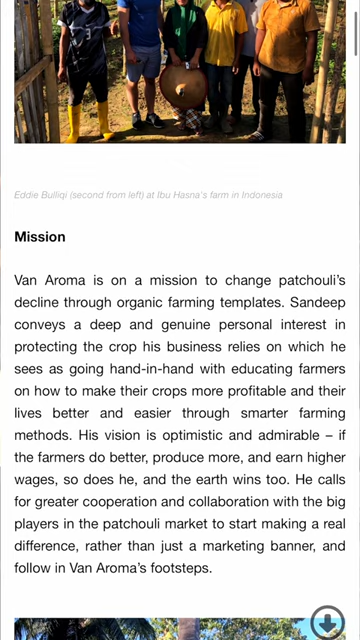 Eddie Bulliqi (second from left) at Ibu Hasna's farm in Indonesia
Mission
Van Aroma is on a mission to change patchouli's
decline through organic farming templates. Sandeep
conveys a deep and genuine personal interest in
protecting the crop his business relies on which he
sees as going hand-in-hand with educating farmers
on how to make their crops more profitable and their
lives better and easier through smarter farming
methods. His vision is optimistic and admirable – if
the farmers do better, produce more, and earn higher
wages, so does he, and the earth wins too. He calls
for greater cooperation and collaboration with the big
players in the patchouli market to start making a real
difference, rather than just a marketing banner, and
follow in Van Aroma's footsteps.